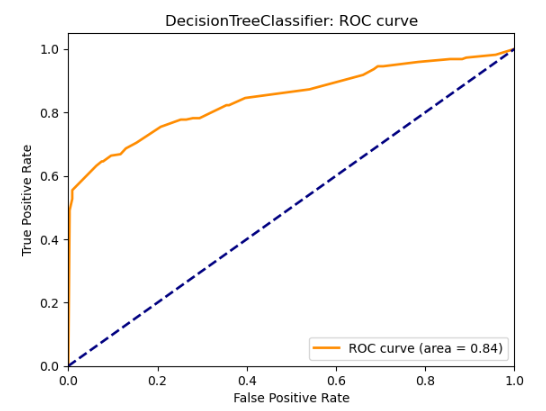 DecisionTreeClassifier: ROC curve
1.0
0.8
0.6
0.4
0.2
0.0
True Positive Rate
ROC curve (area = 0.84)
0.0 0.2 0.4 0.6 0.8 1.0
False Positive Rate